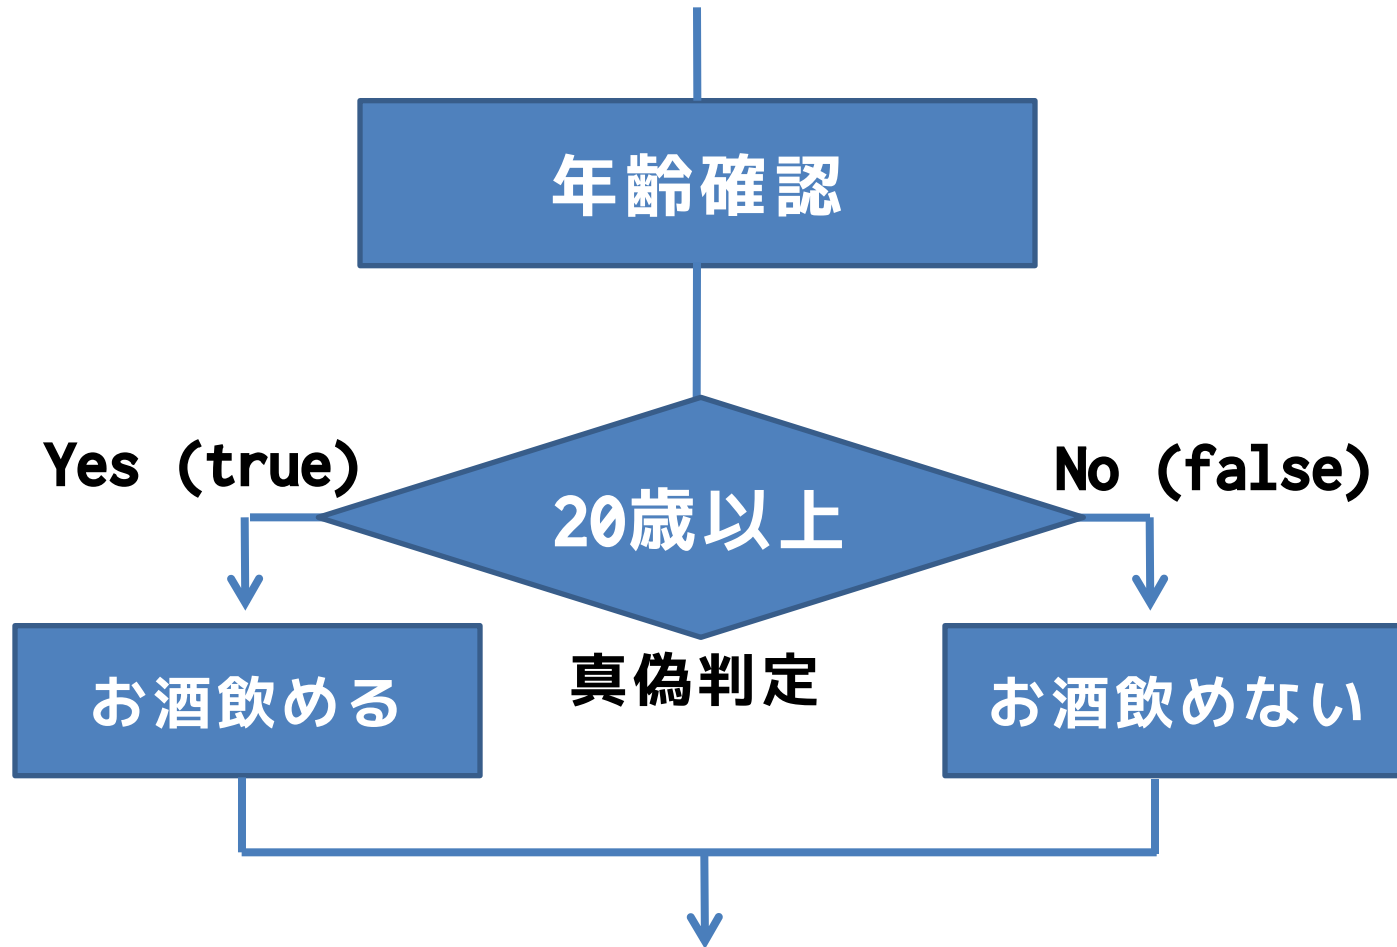 年齢確認
Yes (true)
No (false)
20歳以上
真偽判定
お酒飲める
お酒飲めない